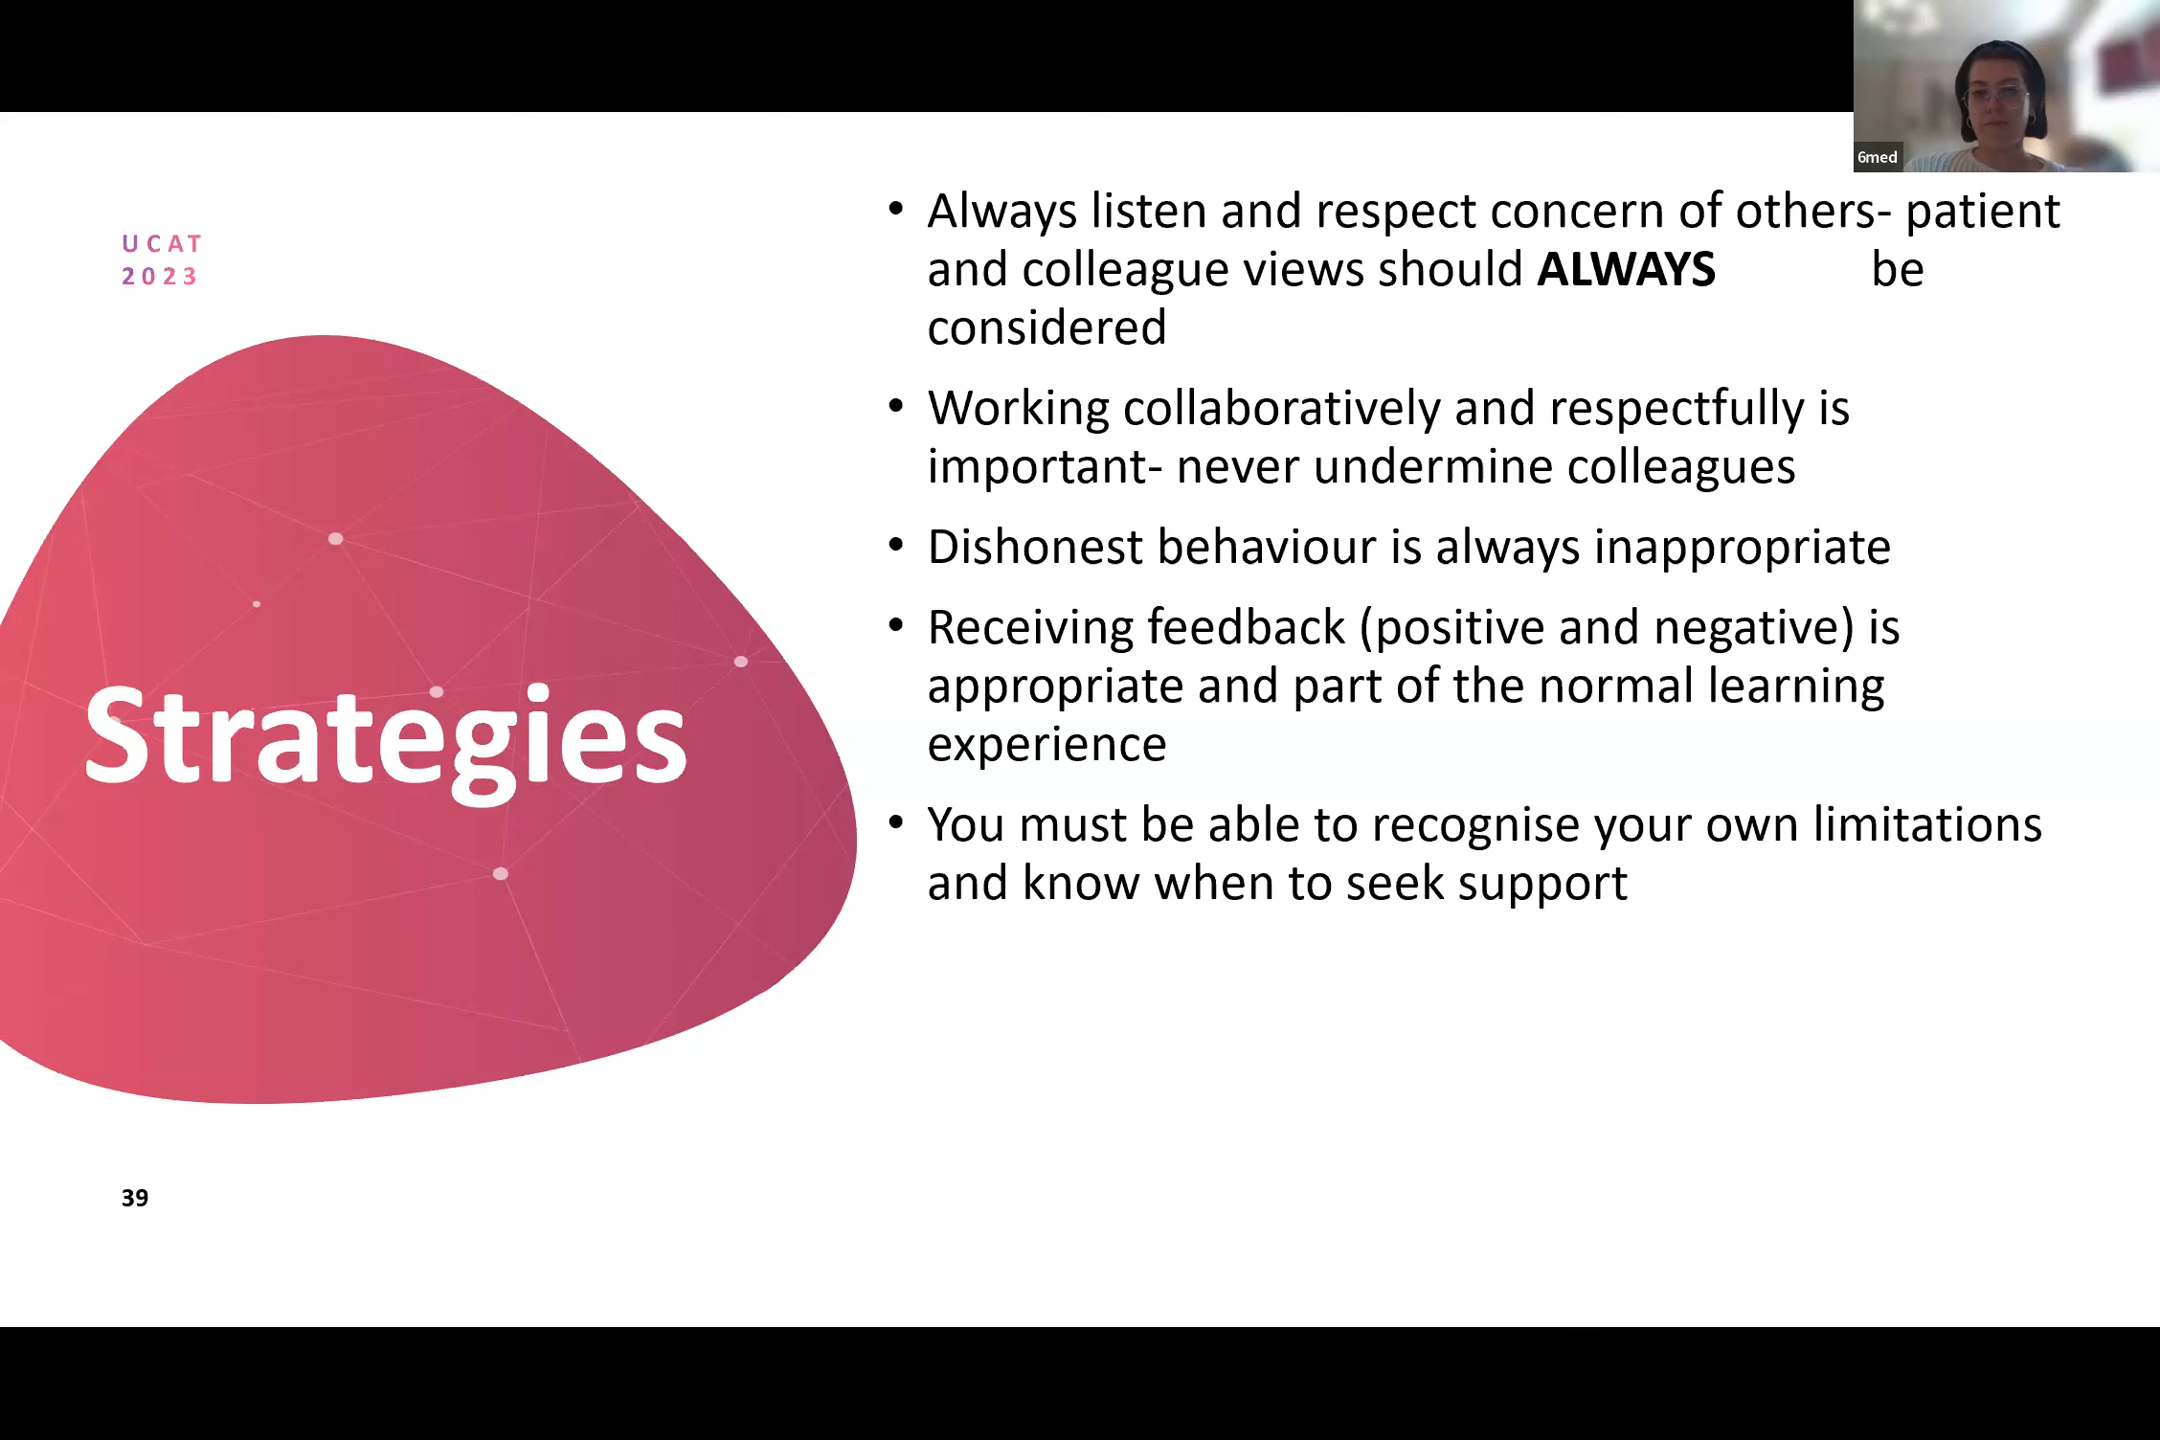 6med
UCAT
2023
• Always listen and respect concern of others- patient
and colleague views should ALWAYS be
considered
• Working collaboratively and respectfully is
important- never undermine colleagues
• Dishonest behaviour is always inappropriate
• Receiving feedback (positive and negative) is
appropriate and part of the normal learning
experience
• You must be able to recognise your own limitations
and know when to seek support
Strategies
39